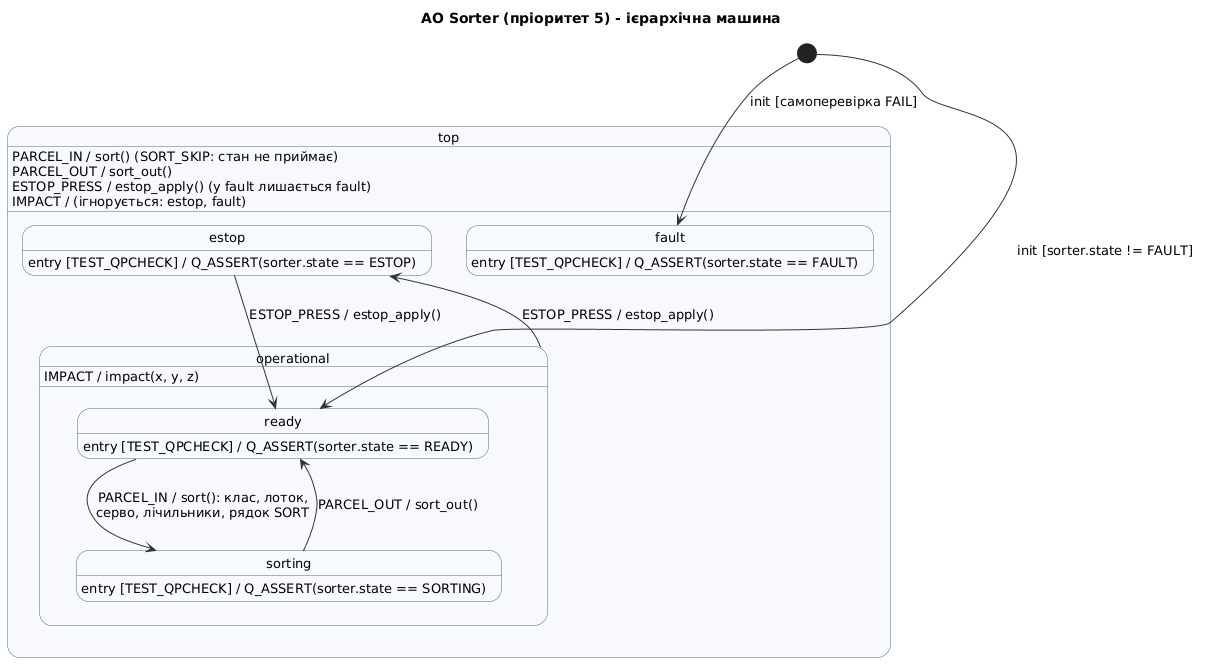 AO Sorter (пріоритет 5) - ієрархічна машина
init [самоперевірка FAIL]
top
PARCEL_IN / sort() (SORT_SKIP: стан не приймає)
PARCEL_OUT / sort_out()
ESTOP_PRESS / estop_apply() (у fault лишається fault)
IMPACT / (ігнорується: estop, fault)
estop
entry [TEST_QPCHECK] / Q_ASSERT(sorter.state == ESTOP)
fault
entry [TEST_QPCHECK] / Q_ASSERT(sorter.state == FAULT)
init [sorter.state != FAULT]
ESTOP_PRESS / estop_apply()
ESTOP_PRESS / estop_apply()
operational
IMPACT / impact(x, y, z)
ready
entry [TEST_QPCHECK] / Q_ASSERT(sorter.state == READY)
PARCEL_IN / sort(): клас, лоток,
серво, лічильники, рядок SORT
PARCEL_OUT / sort_out()
sorting
entry [TEST_QPCHECK] / Q_ASSERT(sorter.state == SORTING)